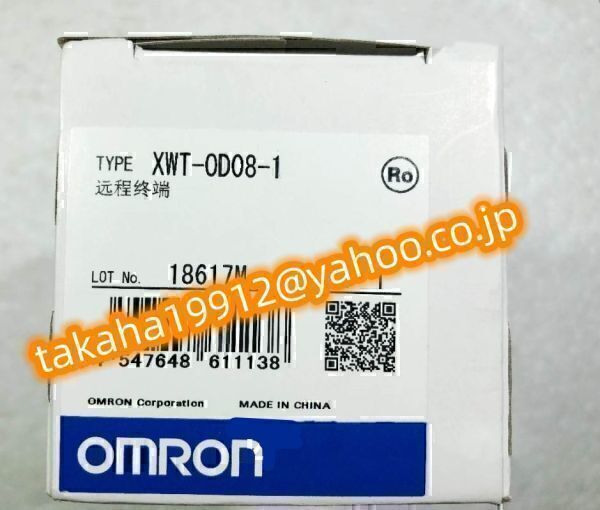 TYPE XWT-OD08-1
远程终端
Ro
LOT No. 18617M 1
takaha19912@yahoo.co.jp
547648 611138
OMRON Corporation MADE IN CHINA
OMRON